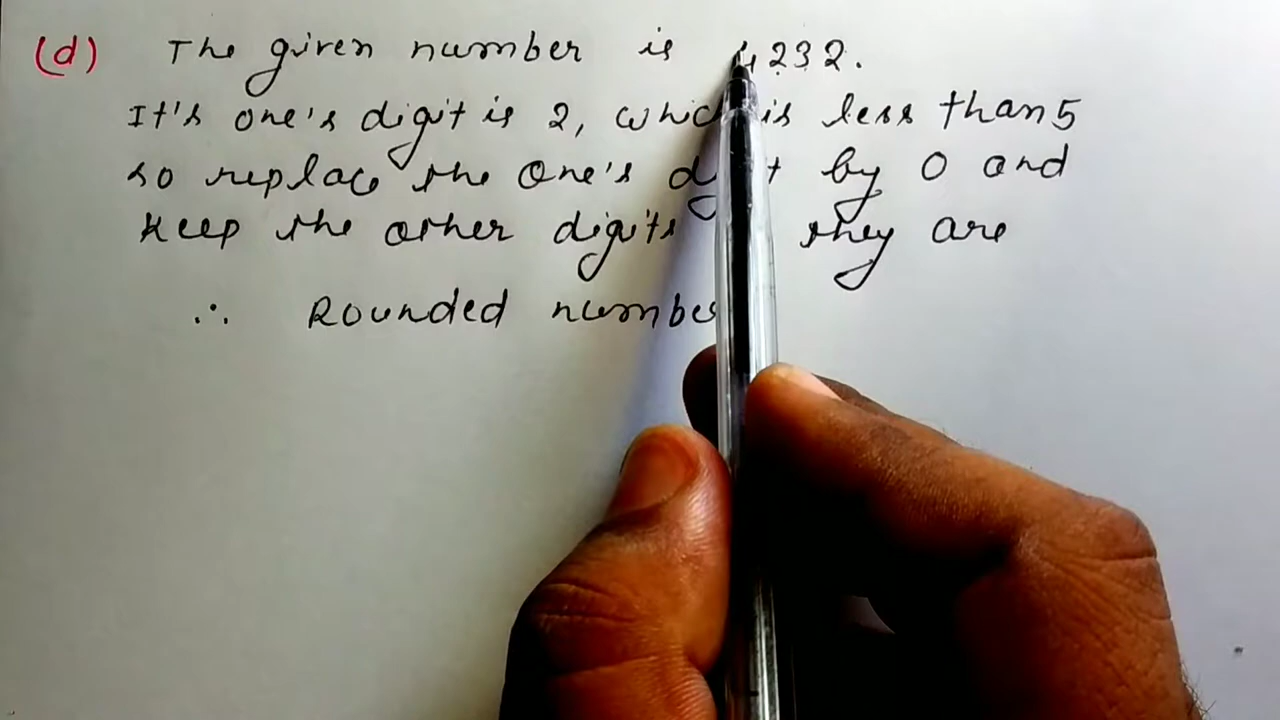 (d) The given number is 4232.
It's one's digit is 2, which is less than 5
so replace the one's digit by 0 and
keep the other digits they are
∴ Rounded number